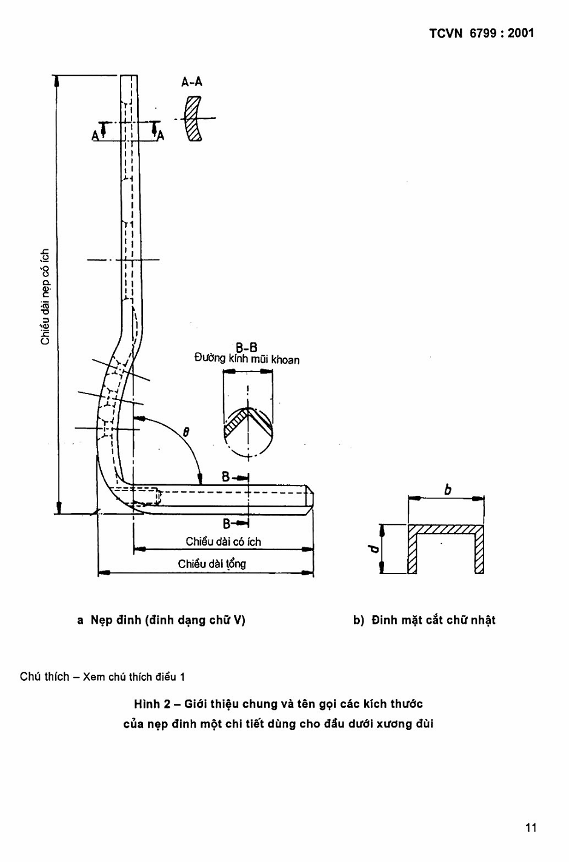 TCVN 6799 : 2001
A-A
A A
Chiều dài nẹp có ích
B-B
Đường kính mũi khoan
θ
B
B
Chiều dài có ích
Chiều dài tổng
b
d
a Nẹp đinh (đinh dạng chữ V)
b) Đinh mặt cắt chữ nhật
Chú thích – Xem chú thích điều 1
Hình 2 – Giới thiệu chung và tên gọi các kích thước
của nẹp đinh một chi tiết dùng cho đầu dưới xương đùi
11